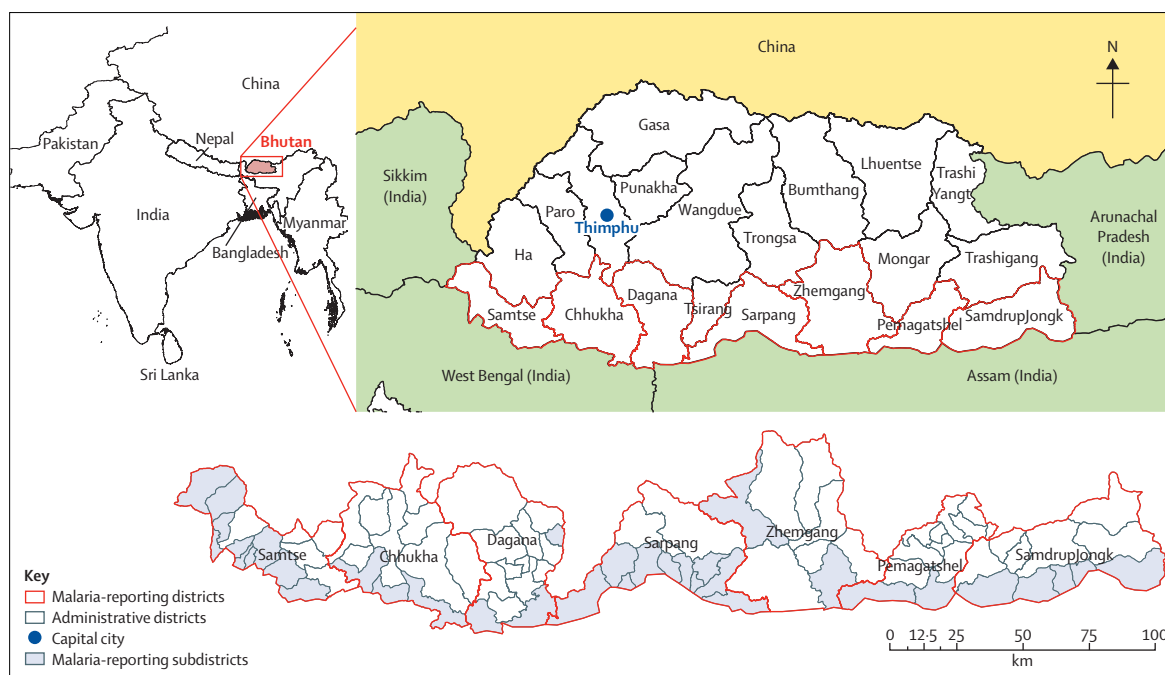 China
Pakistan
Nepal
Bhutan
India
Myanmar
Bangladesh
Sri Lanka
China
N
Sikkim
(India)
Gasa
Punakha
Paro
Thimphu
Wangdue
Ha
Bumthang
Lhuentse
Trashi
Yangt
Trongsa
Mongar
Trashigang
Arunachal
Pradesh
(India)
Samtse
Chhukha
Dagana
Tsirang
Sarpang
Zhemgang
Pemagatshel
SamdrupJongk
West Bengal (India)
Assam (India)
Samtse
Chhukha
Dagana
Sarpang
Zhemgang
Pemagatshel
SamdrupJongk
Key
Malaria-reporting districts
Administrative districts
Capital city
Malaria-reporting subdistricts
0 12·5 25 50 75 100
km